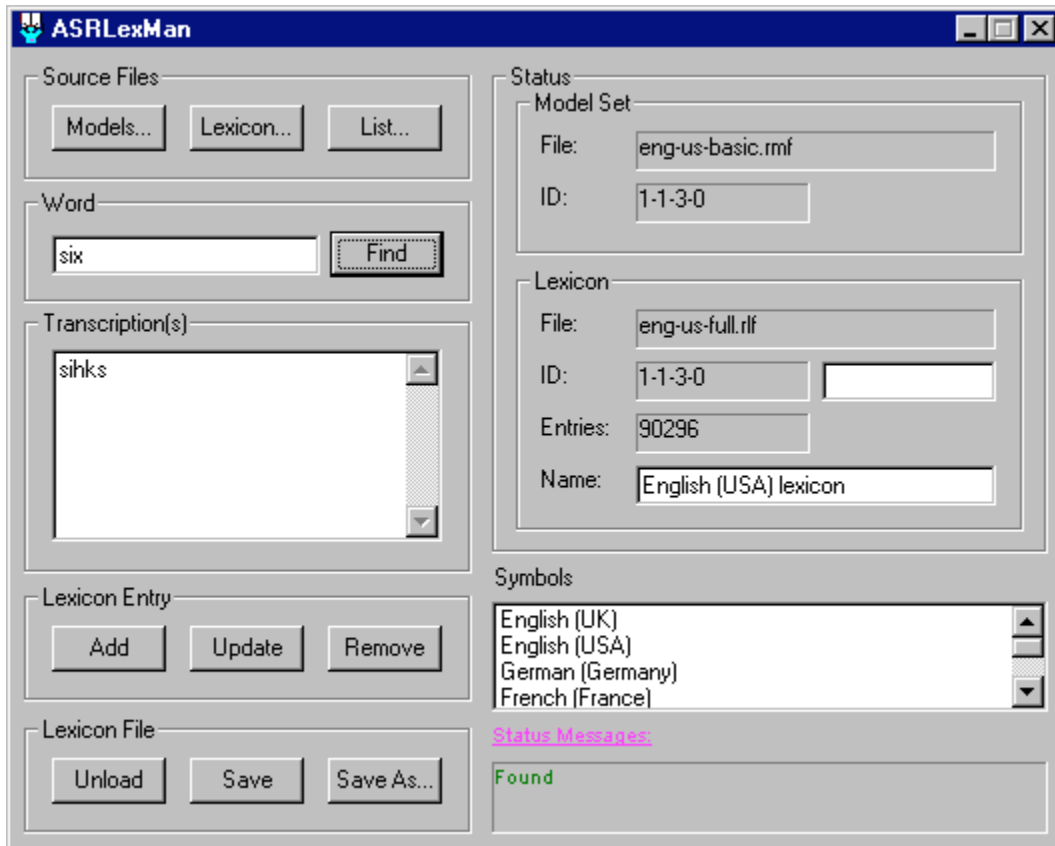 ASRLexMan
Source Files
Models... Lexicon... List...
Word
six Find
Transcription(s)
sihks
Lexicon Entry
Add Update Remove
Lexicon File
Unload Save Save As...
Status
Model Set
File: eng-us-basic.rmf
ID: 1-1-3-0
Lexicon
File: eng-us-full.rlf
ID: 1-1-3-0
Entries: 90296
Name: English (USA) lexicon
Symbols
English (UK)
English (USA)
German (Germany)
French (France)
Status Messages:
Found